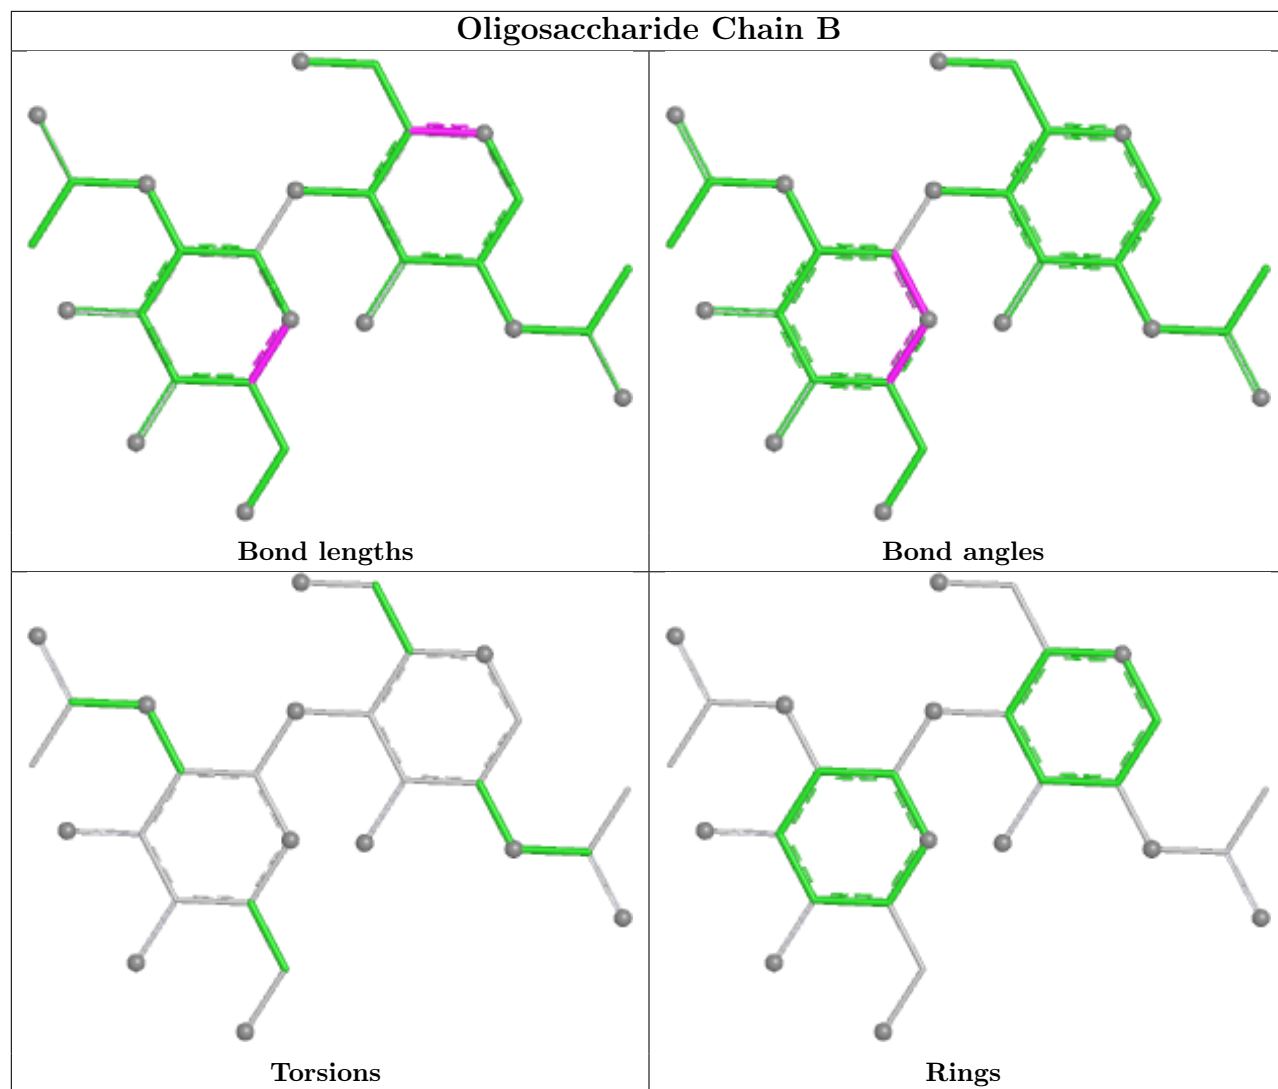 Oligosaccharide Chain B
Bond lengths
Bond angles
Torsions
Rings